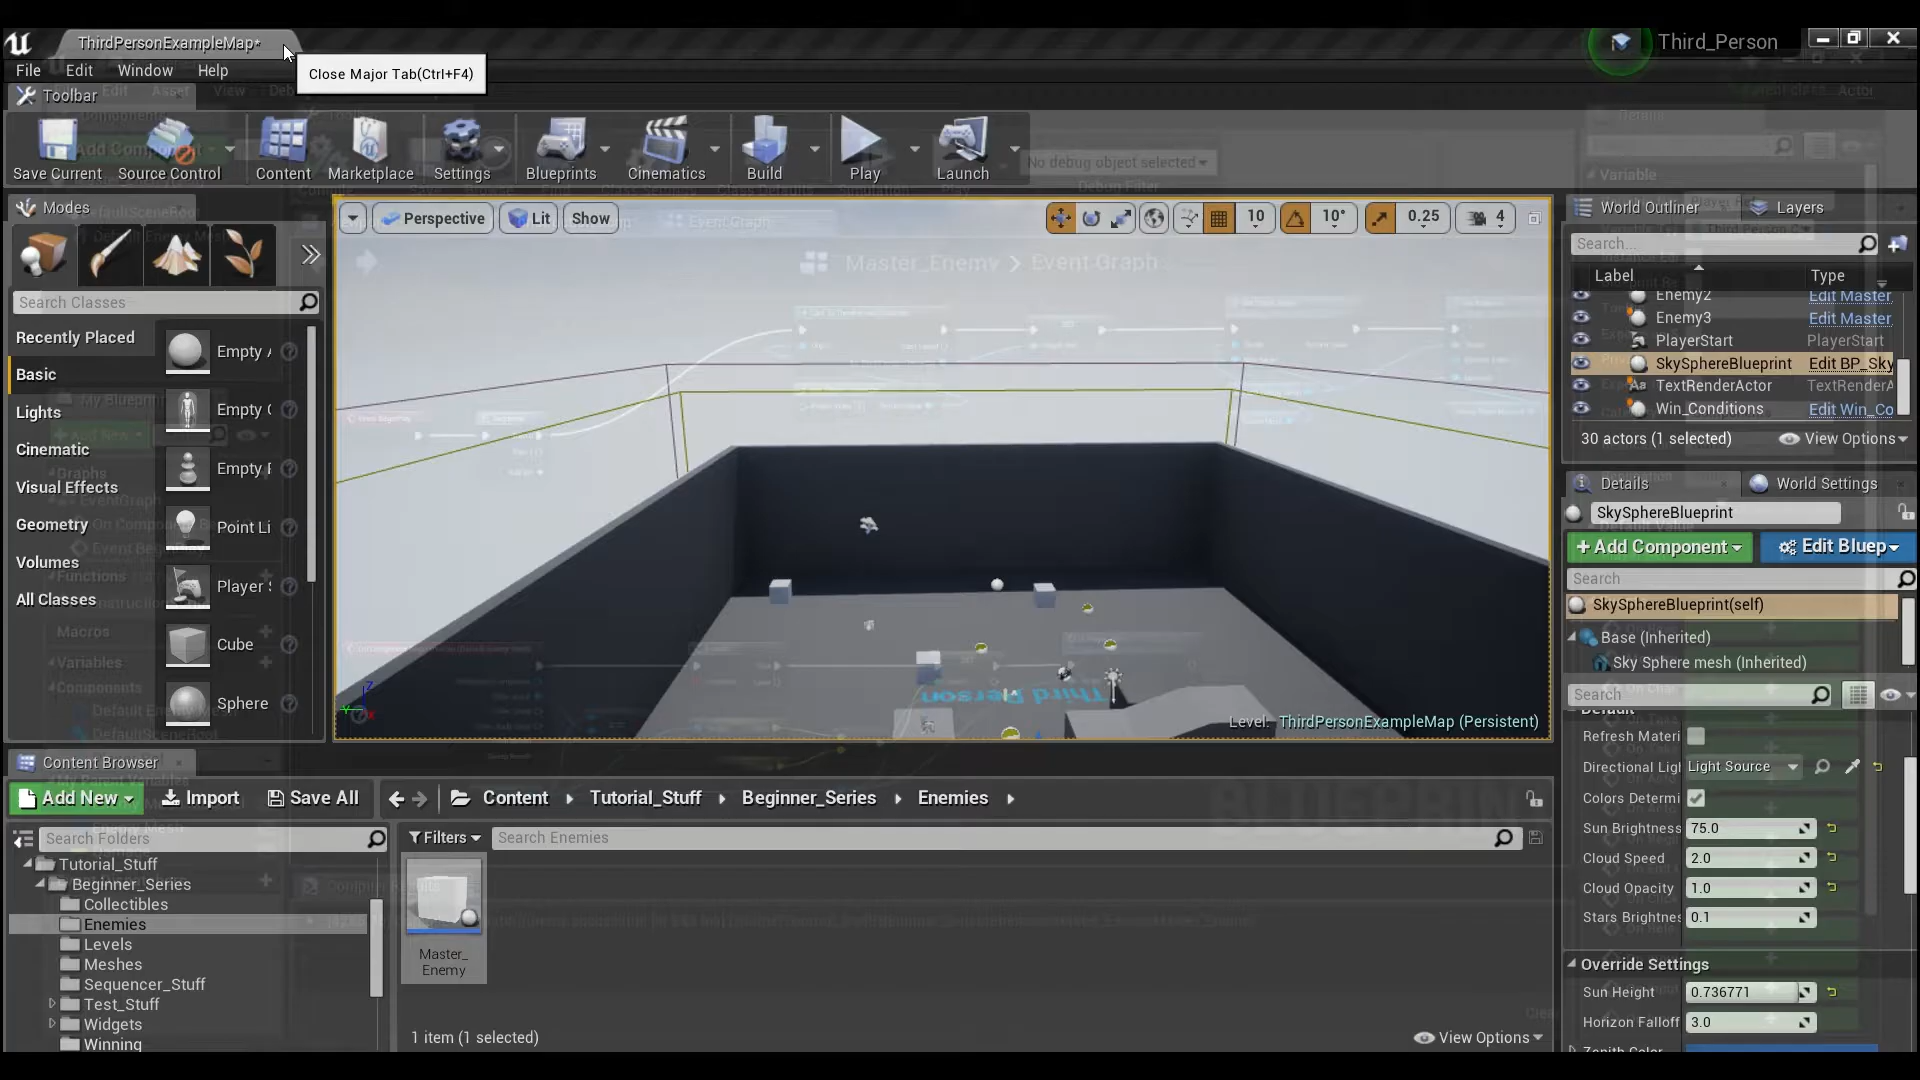 ThirdPersonExampleMap*
Third_Person
File Edit Window Help
Close Major Tab(Ctrl+F4)
Toolbar
Save Current
Source Control
Content
Marketplace
Settings
Blueprints
Cinematics
Build
Play
Launch
No debug object selected
Debug Filter
Modes
Perspective
Lit
Show
10
10°
0.25
4
Event Graph
Master_Enemy > Event Graph
World Outliner
Layers
Search...
Label
Type
Enemy2 Edit Master
Enemy3 Edit Master
PlayerStart PlayerStart
SkySphereBlueprint Edit BP_Sky
TextRenderActor TextRenderA
Win_Conditions Edit Win_Co
30 actors (1 selected)
View Options
Search Classes
Recently Placed
Basic
Lights
Cinematic
Visual Effects
Geometry
Volumes
All Classes
Empty A
Empty C
Empty P
Point Li
Player S
Cube
Sphere
Third Person
Level: ThirdPersonExampleMap (Persistent)
Details
World Settings
SkySphereBlueprint
+Add Component
Edit Bluep
Search
SkySphereBlueprint(self)
Base (Inherited)
Sky Sphere mesh (Inherited)
Search
Default
Refresh Materi
Directional Ligl Light Source
Colors Determi
Sun Brightness 75.0
Cloud Speed 2.0
Cloud Opacity 1.0
Stars Brightnes 0.1
Override Settings
Sun Height 0.736771
Horizon Falloff 3.0
Zenith Color
Content Browser
Add New
Import
Save All
Content
Tutorial_Stuff
Beginner_Series
Enemies
Search Folders
Filters
Search Enemies
Tutorial_Stuff
Beginner_Series
Collectibles
Enemies
Levels
Meshes
Sequencer_Stuff
Test_Stuff
Widgets
Winning
Master_
Enemy
1 item (1 selected)
View Options